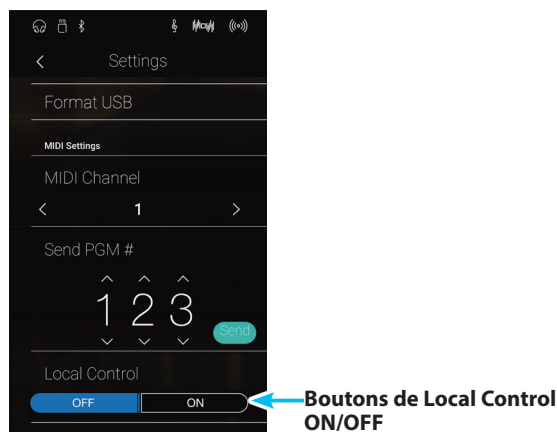 Settings
Format USB
MIDI Settings
MIDI Channel
1
Send PGM #
1 2 3
Send
Local Control
OFF ON
Boutons de Local Control
ON/OFF